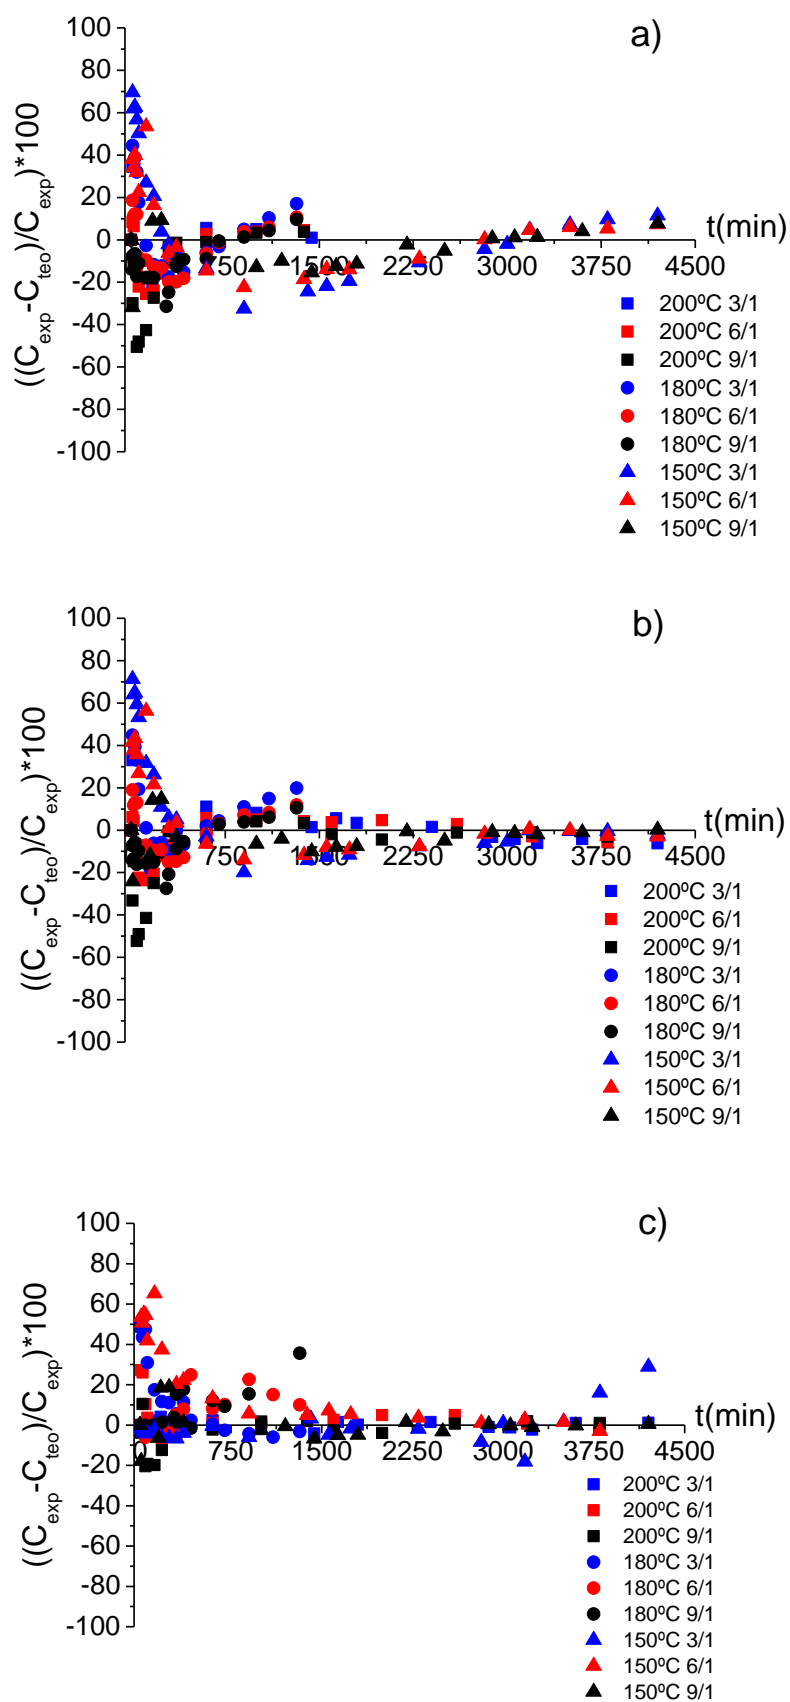 a)
100
80
60
40
20
0
-20
-40
-60
-80
-100
((C_exp -C_teo)/C_exp)*100
750 1500 2250 3000 3750 4500
t(min)
200ºC 3/1
200ºC 6/1
200ºC 9/1
180ºC 3/1
180ºC 6/1
180ºC 9/1
150ºC 3/1
150ºC 6/1
150ºC 9/1
b)
100
80
60
40
20
0
-20
-40
-60
-80
-100
((C_exp -C_teo)/C_exp)*100
750 1500 2250 3000 3750 4500
t(min)
200ºC 3/1
200ºC 6/1
200ºC 9/1
180ºC 3/1
180ºC 6/1
180ºC 9/1
150ºC 3/1
150ºC 6/1
150ºC 9/1
c)
100
80
60
40
20
0
-20
-40
-60
-80
-100
((C_exp -C_teo)/C_exp)*100
750 1500 2250 3000 3750 4500
t(min)
200ºC 3/1
200ºC 6/1
200ºC 9/1
180ºC 3/1
180ºC 6/1
180ºC 9/1
150ºC 3/1
150ºC 6/1
150ºC 9/1